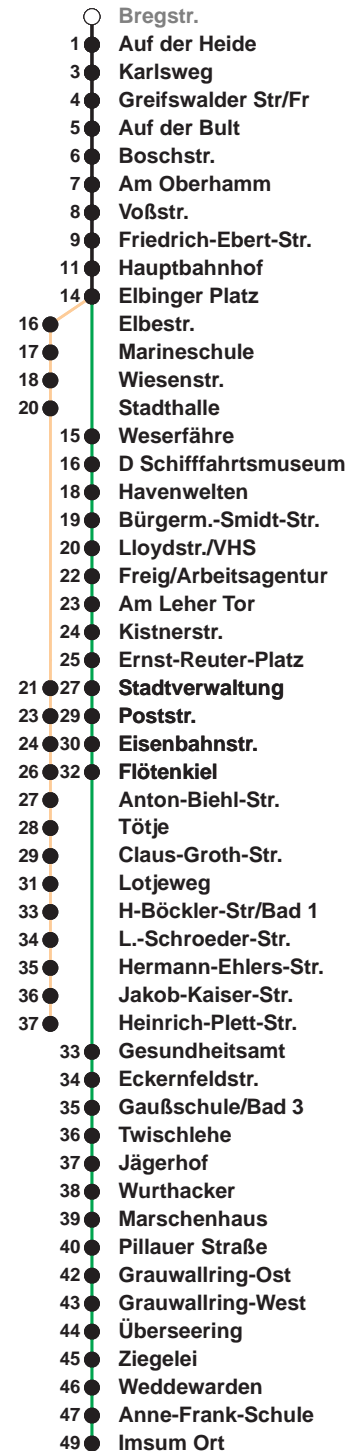 Bregstr.
1 Auf der Heide
3 Karlsweg
4 Greifswalder Str/Fr
5 Auf der Bult
6 Boschstr.
7 Am Oberhamm
8 Voßstr.
9 Friedrich-Ebert-Str.
11 Hauptbahnhof
14 Elbinger Platz
16 Elbestr.
17 Marineschule
18 Wiesenstr.
20 Stadthalle
15 Weserfähre
16 D Schifffahrtsmuseum
18 Havenwelten
19 Bürgerm.-Smidt-Str.
20 Lloydstr./VHS
22 Freig/Arbeitsagentur
23 Am Leher Tor
24 Kistnerstr.
25 Ernst-Reuter-Platz
21 27 Stadtverwaltung
23 29 Poststr.
24 30 Eisenbahnstr.
26 32 Flötenkiel
27 Anton-Biehl-Str.
28 Tötje
29 Claus-Groth-Str.
31 Lotjeweg
33 H-Böckler-Str/Bad 1
34 L.-Schroeder-Str.
35 Hermann-Ehlers-Str.
36 Jakob-Kaiser-Str.
37 Heinrich-Plett-Str.
33 Gesundheitsamt
34 Eckernfeldstr.
35 Gaußschule/Bad 3
36 Twischlehe
37 Jägerhof
38 Wurthacker
39 Marschenhaus
40 Pillauer Straße
42 Grauwallring-Ost
43 Grauwallring-West
44 Überseering
45 Ziegelei
46 Weddewarden
47 Anne-Frank-Schule
49 Imsum Ort